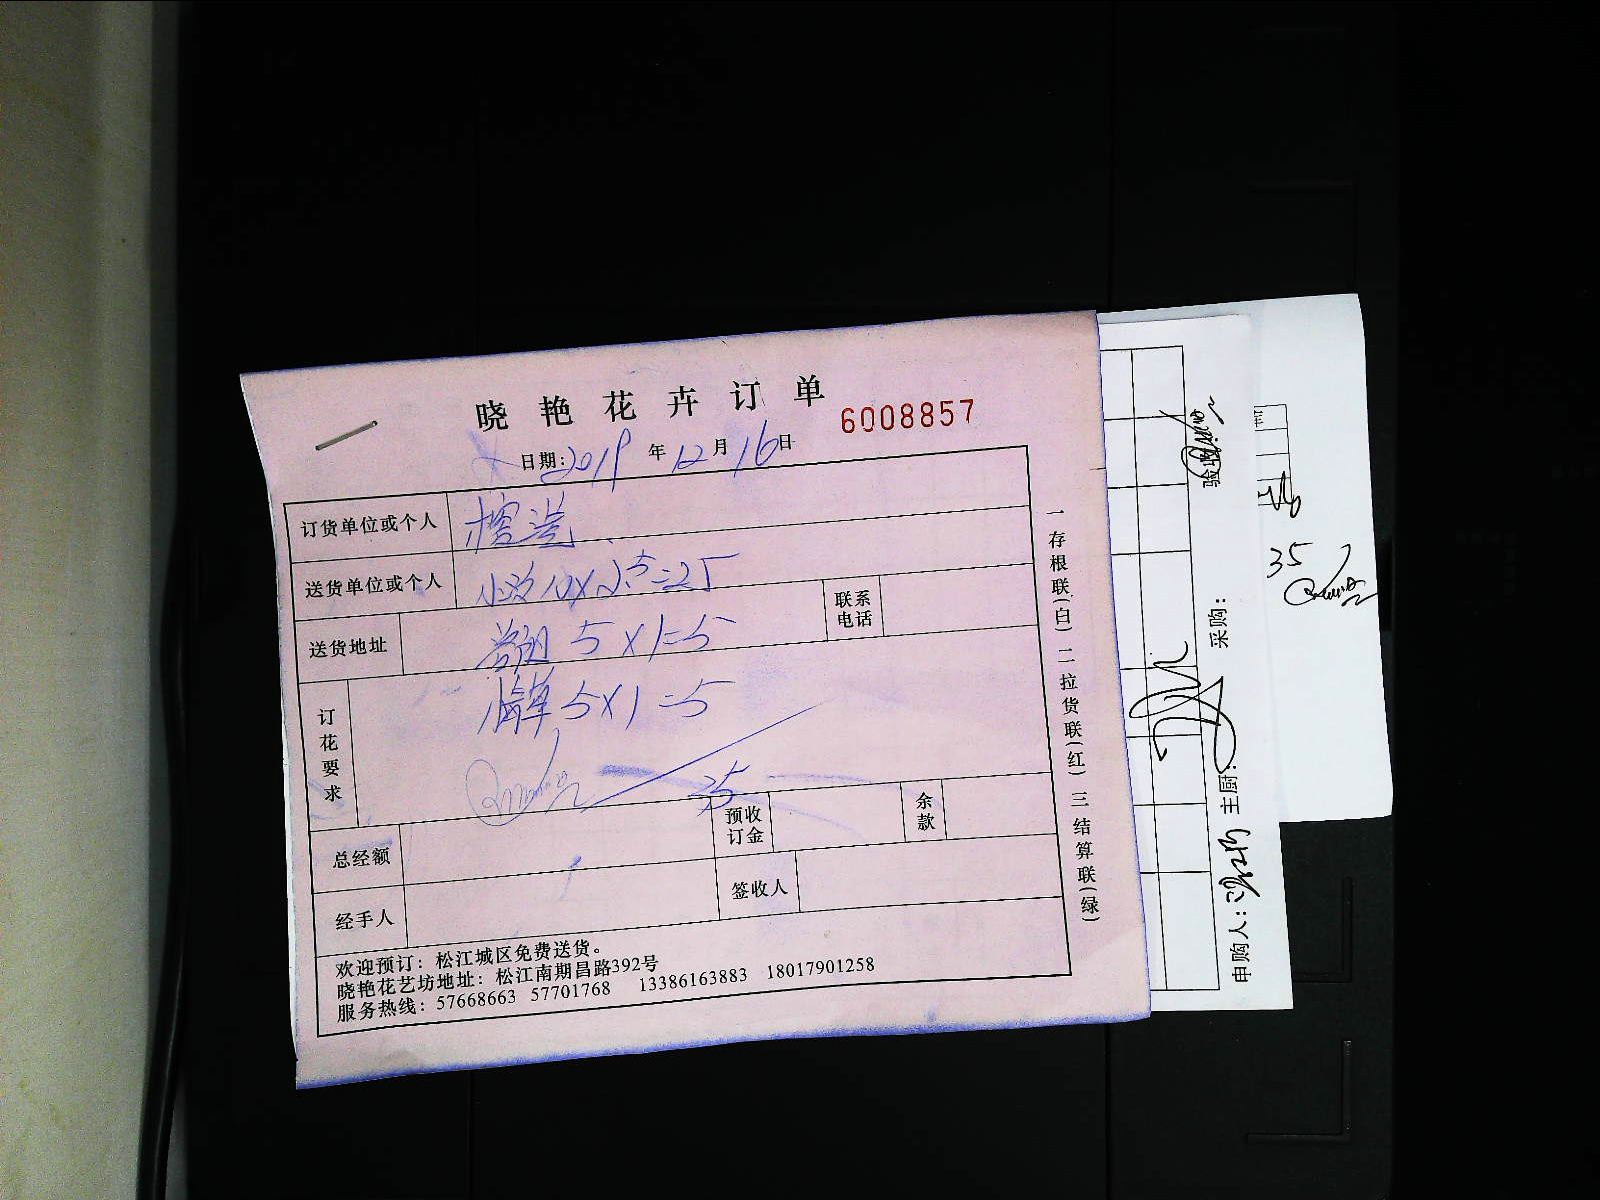 晓艳花卉订单
6008857
日期: 2019 年 12 月 16 日
订货单位或个人
送货单位或个人 10×2.5=25
送货地址 5×1=5 联系电话
订花要求 5×1=5
35
总经额 预收订金 余款
经手人 签收人
欢迎预订：松江城区免费送货。
晓艳花艺坊地址：松江南期昌路392号
服务热线：57668663 57701768 13386163883 18017901258
一存根联(白) 二拉货联(红) 三结算联(绿)
申购人： 主厨： 采购： 验收
35